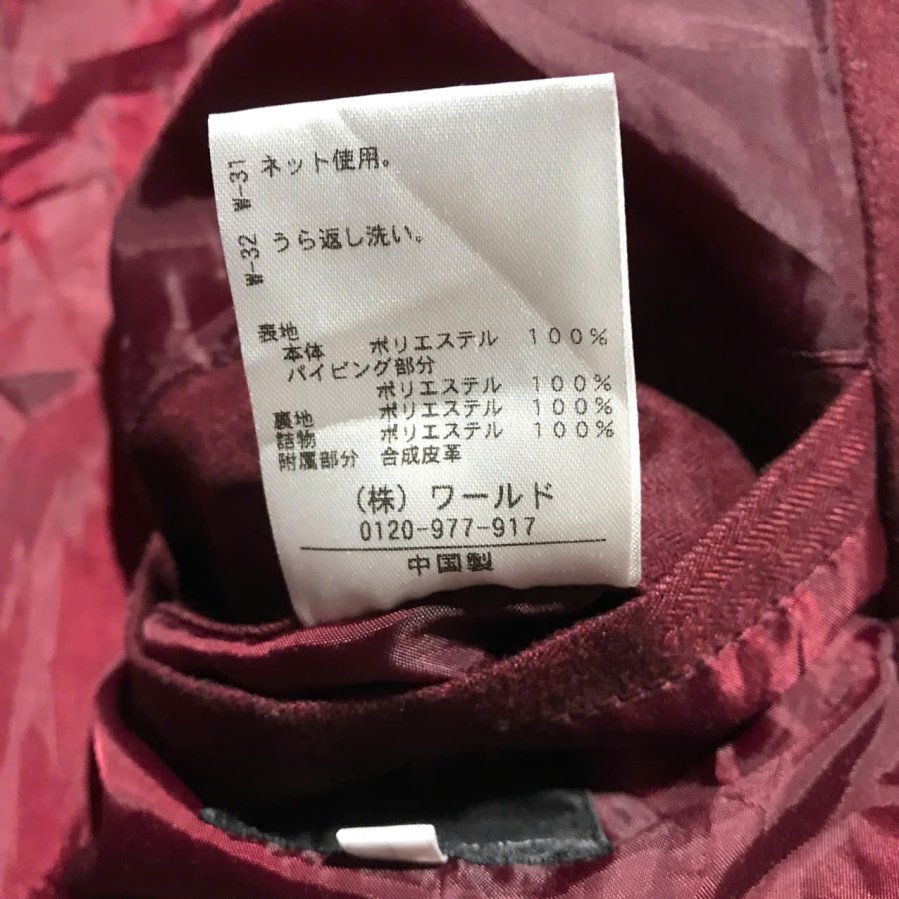 W-31 ネット使用。
W-32 うら返し洗い。
表地
本体 ポリエステル 100%
パイピング部分
ポリエステル 100%
裏地 ポリエステル 100%
詰物 ポリエステル 100%
附属部分 合成皮革
(株) ワールド
0120-977-917
中国製